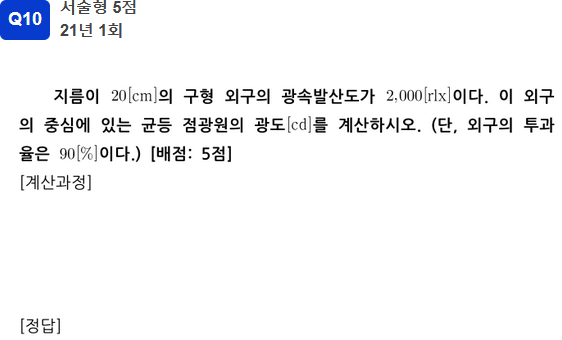 Q10
서술형 5점
21년 1회
지름이 20[cm]의 구형 외구의 광속발산도가 2,000[rlx]이다. 이 외구
의 중심에 있는 균등 점광원의 광도[cd]를 계산하시오. (단, 외구의 투과
율은 90[%]이다.) [배점: 5점]
[계산과정]
[정답]